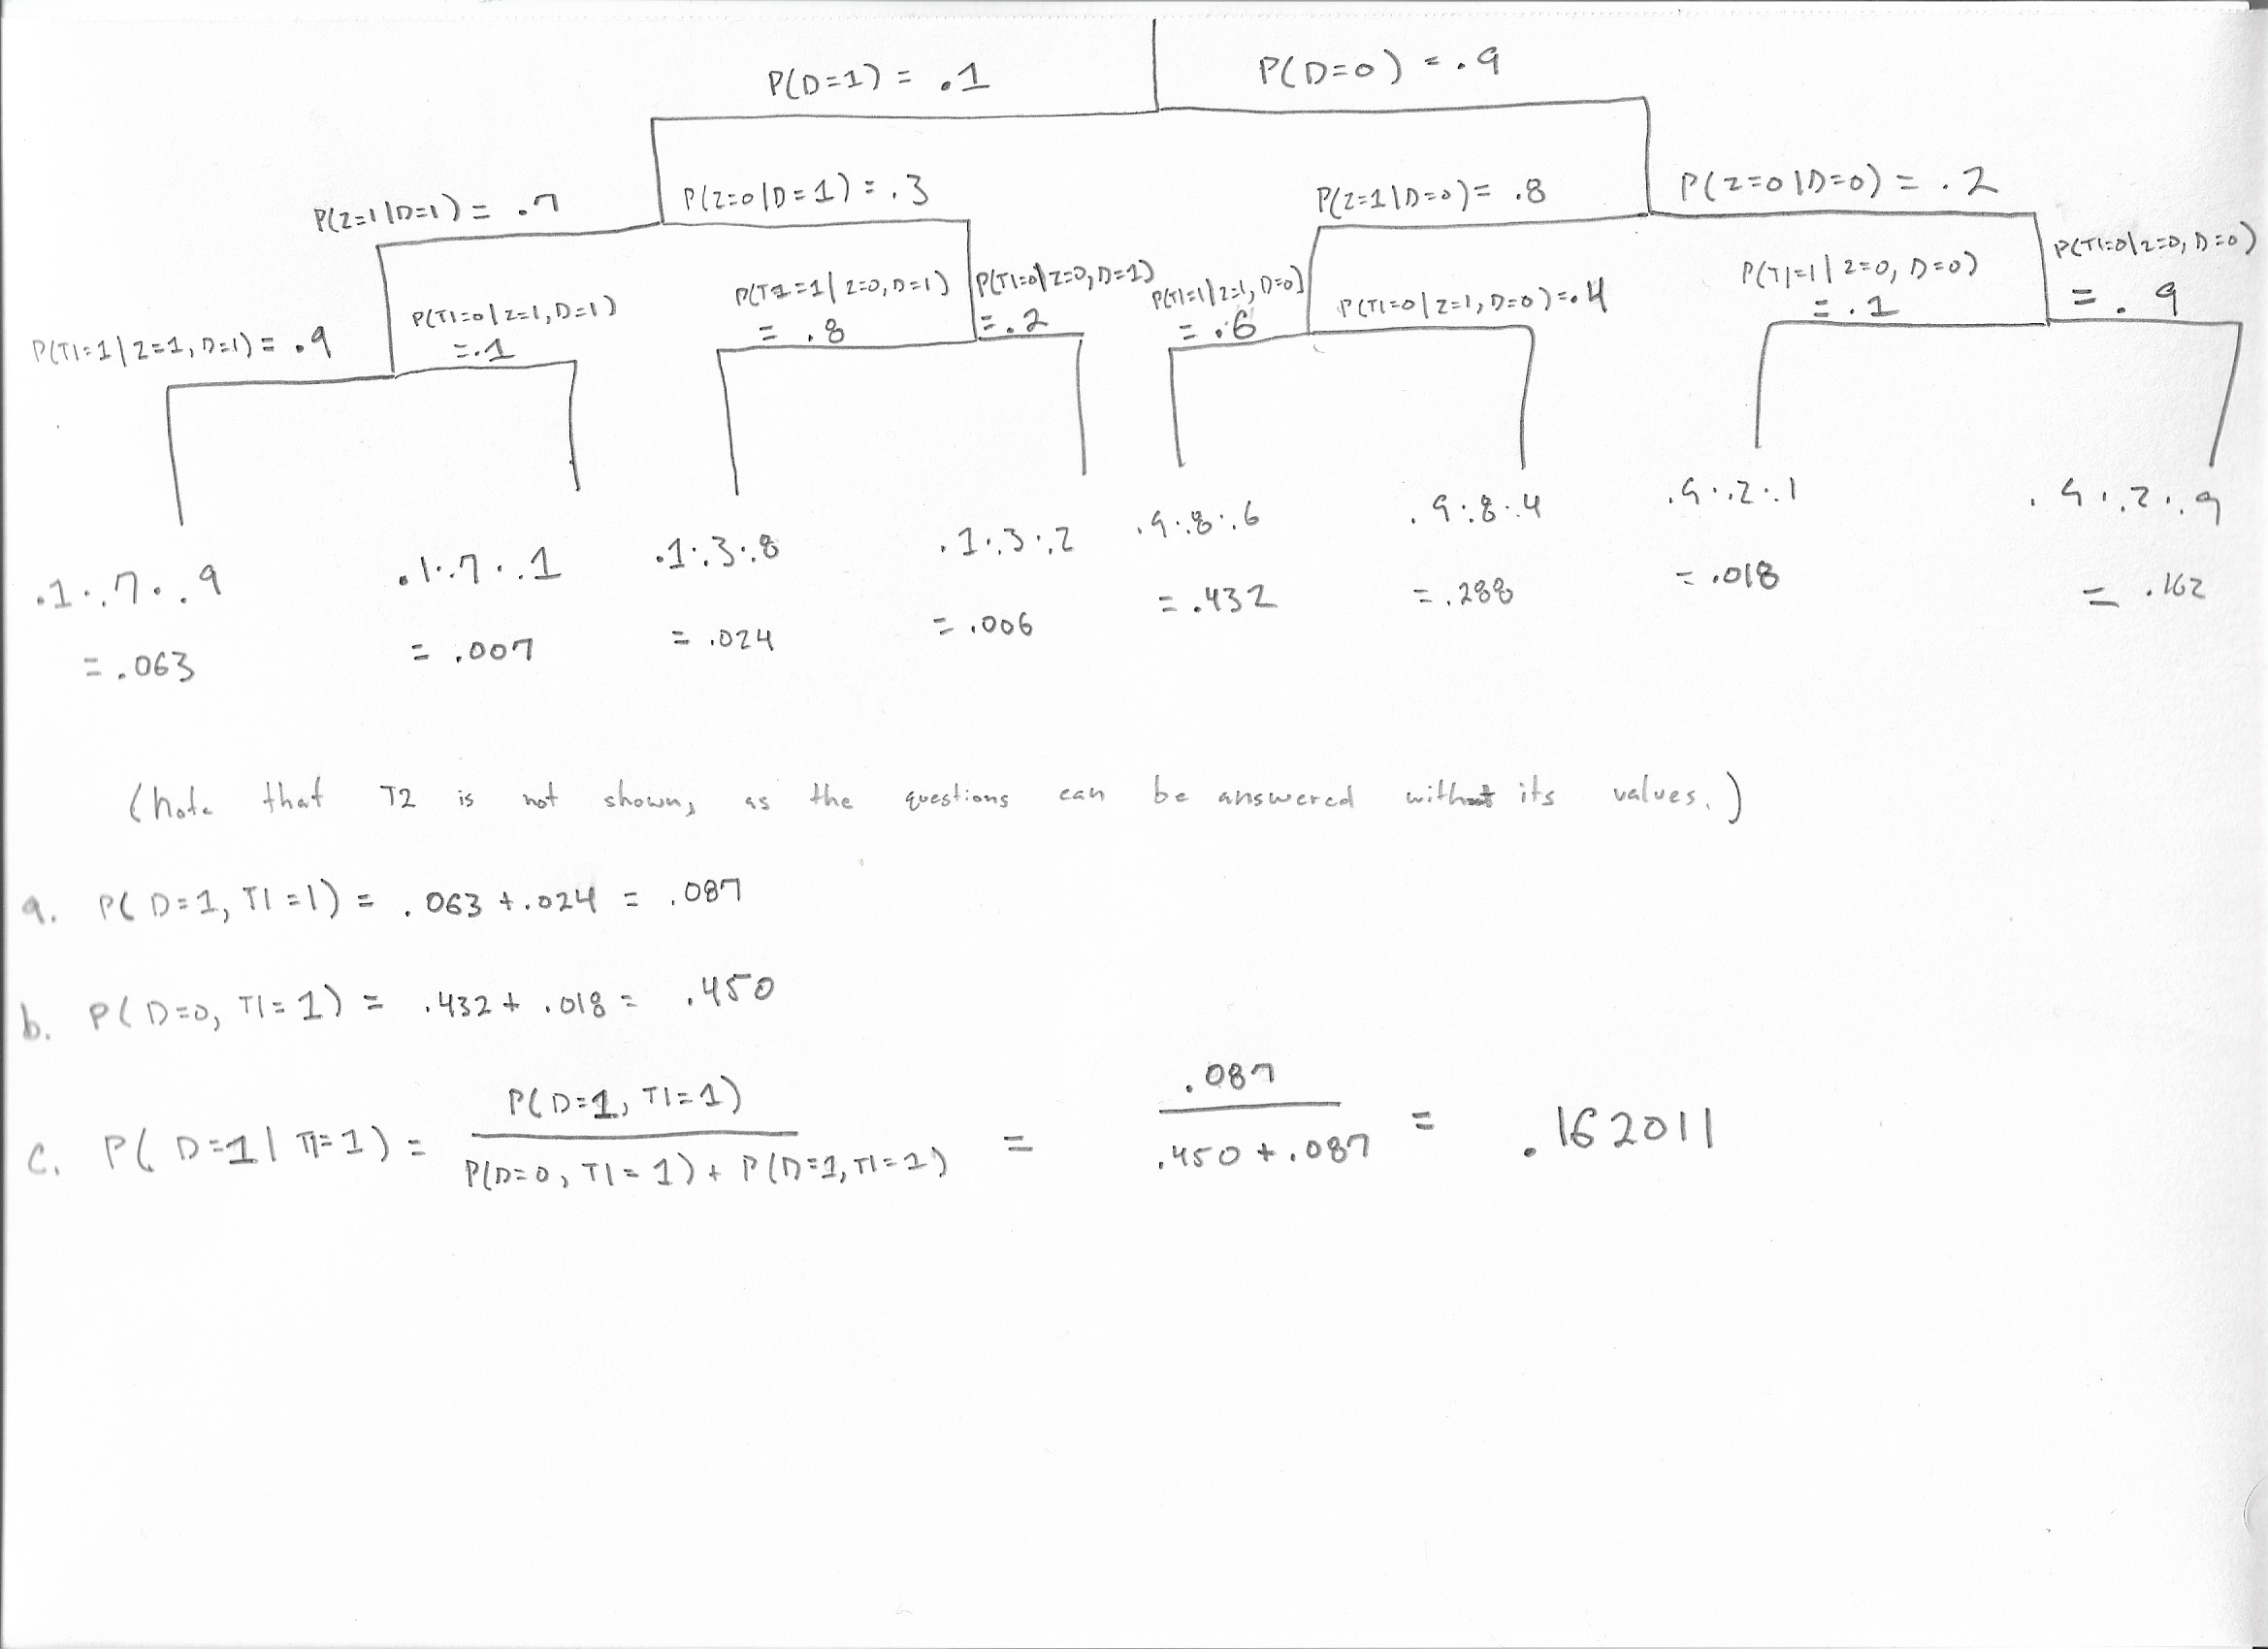 P(D=1) = .1
P(D=0) = .9
P(Z=1|D=1) = .7
P(Z=0|D=1) = .3
P(Z=1|D=0) = .8
P(Z=0|D=0) = .2
P(T1=1|Z=1, D=1) = .9
P(T1=0|Z=1, D=1)
=.1
P(T1=1|Z=0, D=1)
= .8
P(T1=0|Z=0, D=1)
=.2
P(T1=1|Z=1, D=0)
= .6
P(T1=0|Z=1, D=0) = .4
P(T1=1|Z=0, D=0)
= .1
P(T1=0|Z=0, D=0)
= .9
.1·.7·.9
= .063
.1·.7·.1
= .007
.1·.3·.8
= .024
.1·.3·.2
= .006
.9·.8·.6
= .432
.9·.8·.4
= .288
.9·.2·.1
= .018
.9·.2·.9
= .162
(Note that T2 is not shown, as the questions can be answered without its values.)
a. P(D=1, T1=1) = .063 + .024 = .087
b. P(D=0, T1=1) = .432 + .018 = .450
c. P(D=1|T1=1) = P(D=1, T1=1) / P(D=0, T1=1) + P(D=1, T1=1) = .087 / .450 + .087 = .162011